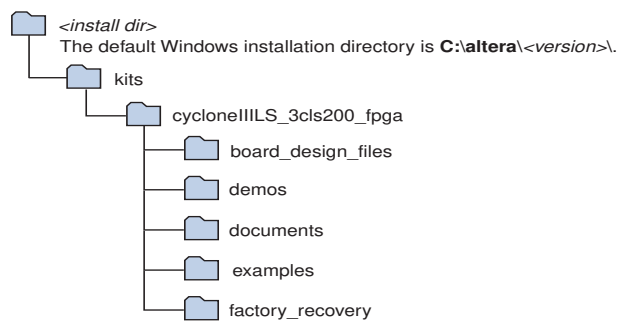 <install dir>
The default Windows installation directory is C:\altera\<version>\.
kits
cycloneIIILS_3cls200_fpga
board_design_files
demos
documents
examples
factory_recovery